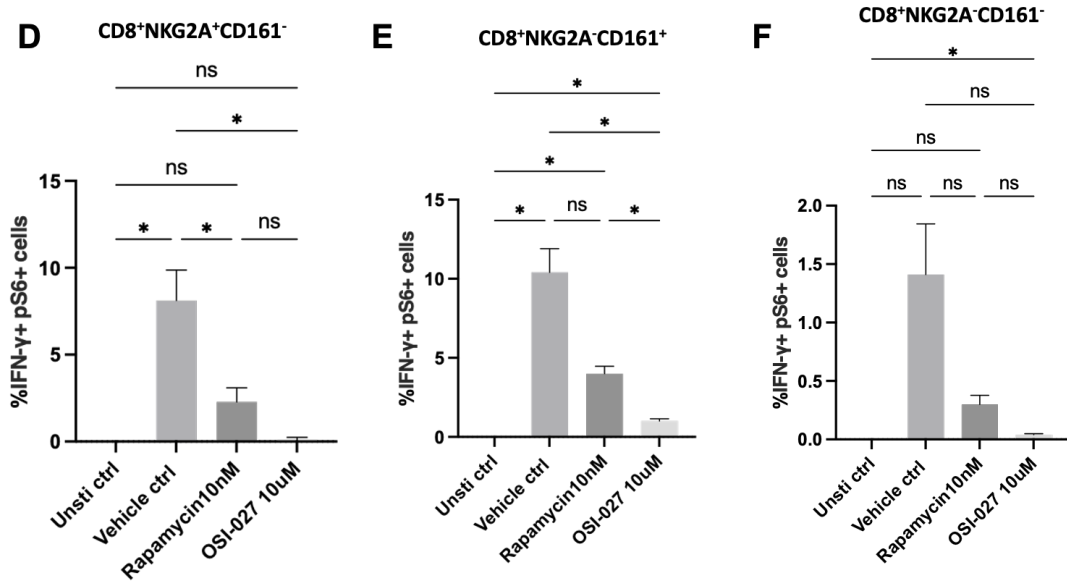 D
CD8⁺NKG2A⁺CD161⁻
ns
*
ns
* * ns
%IFN-γ+ pS6+ cells
15
10
5
0
Unsti ctrl
Vehicle ctrl
Rapamycin10nM
OSI-027 10uM
E
CD8⁺NKG2A⁻CD161⁺
*
*
*
* ns *
%IFN-γ+ pS6+ cells
15
10
5
0
Unsti ctrl
Vehicle ctrl
Rapamycin10nM
OSI-027 10uM
F
CD8⁺NKG2A⁻CD161⁻
*
ns
ns
ns ns ns
%IFN-γ+ pS6+ cells
2.0
1.5
1.0
0.5
0.0
Unsti ctrl
Vehicle ctrl
Rapamycin10nM
OSI-027 10uM